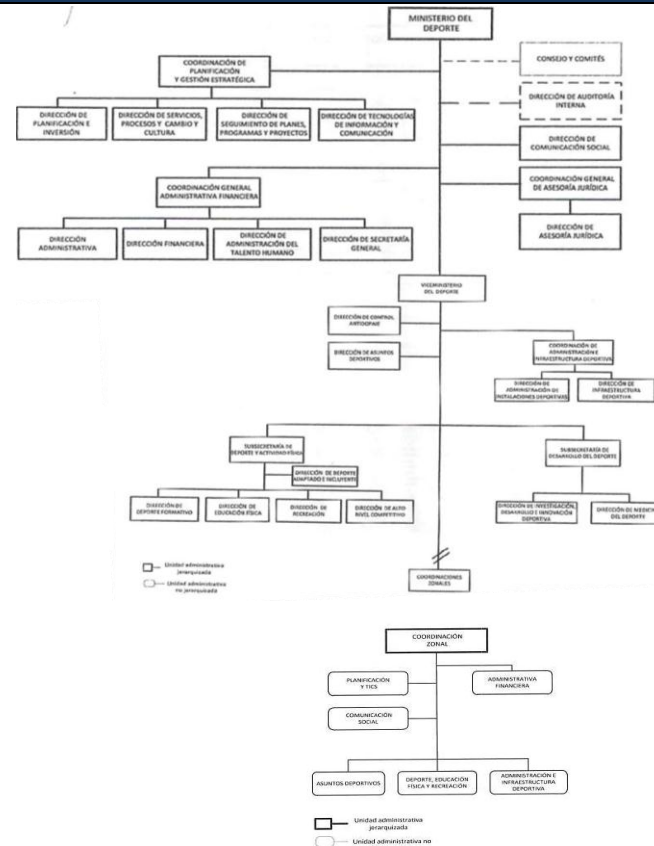 MINISTERIO DEL
DEPORTE
COORDINACIÓN DE
PLANIFICACIÓN
Y GESTIÓN ESTRATÉGICA
CONSEJO Y COMITÉS
DIRECCIÓN DE AUDITORÍA
INTERNA
DIRECCIÓN DE
PLANIFICACIÓN E
INVERSIÓN
DIRECCIÓN DE SERVICIOS,
PROCESOS Y CAMBIO Y
CULTURA
DIRECCIÓN DE
SEGUIMIENTO DE PLANES,
PROGRAMAS Y PROYECTOS
DIRECCIÓN DE TECNOLOGÍAS
DE INFORMACIÓN Y
COMUNICACIÓN
DIRECCIÓN DE
COMUNICACIÓN SOCIAL
COORDINACIÓN GENERAL
DE ASESORÍA JURÍDICA
COORDINACIÓN GENERAL
ADMINISTRATIVA FINANCIERA
DIRECCIÓN DE
ASESORÍA JURÍDICA
DIRECCIÓN
ADMINISTRATIVA
DIRECCIÓN FINANCIERA
DIRECCIÓN DE
ADMINISTRACIÓN DEL
TALENTO HUMANO
DIRECCIÓN DE SECRETARÍA
GENERAL
VICEMINISTERIO
DEL DEPORTE
DIRECCIÓN DE CONTROL
ANTIDOPAJE
DIRECCIÓN DE ASUNTOS
DEPORTIVOS
COORDINACIÓN DE
ADMINISTRACIÓN E
INFRAESTRUCTURA DEPORTIVA
DIRECCIÓN DE
ADMINISTRACIÓN DE
INSTALACIONES DEPORTIVAS
DIRECCIÓN DE
INFRAESTRUCTURA
DEPORTIVA
SUBSECRETARÍA DE
DEPORTE Y ACTIVIDAD FÍSICA
SUBSECRETARÍA DE
DESARROLLO DEL DEPORTE
DIRECCIÓN DE DEPORTE
ADAPTADO E INCLUYENTE
DIRECCIÓN DE
DEPORTE FORMATIVO
DIRECCIÓN DE
EDUCACIÓN FÍSICA
DIRECCIÓN DE
RECREACIÓN
DIRECCIÓN DE ALTO
NIVEL COMPETITIVO
DIRECCIÓN DE INVESTIGACIÓN,
DESARROLLO E INNOVACIÓN
DEPORTIVA
DIRECCIÓN DE MEDICIN
DEL DEPORTE
Unidad administrativa
jerarquizada
Unidad administrativa
no jerarquizada
COORDINACIONES
ZONALES
COORDINACIÓN
ZONAL
PLANIFICACIÓN
Y TICS
ADMINISTRATIVA
FINANCIERA
COMUNICACIÓN
SOCIAL
ASUNTOS DEPORTIVOS
DEPORTE, EDUCACIÓN
FÍSICA Y RECREACIÓN
ADMINISTRACIÓN E
INFRAESTRUCTURA
DEPORTIVA
Unidad administrativa
jerarquizada
Unidad administrativa no